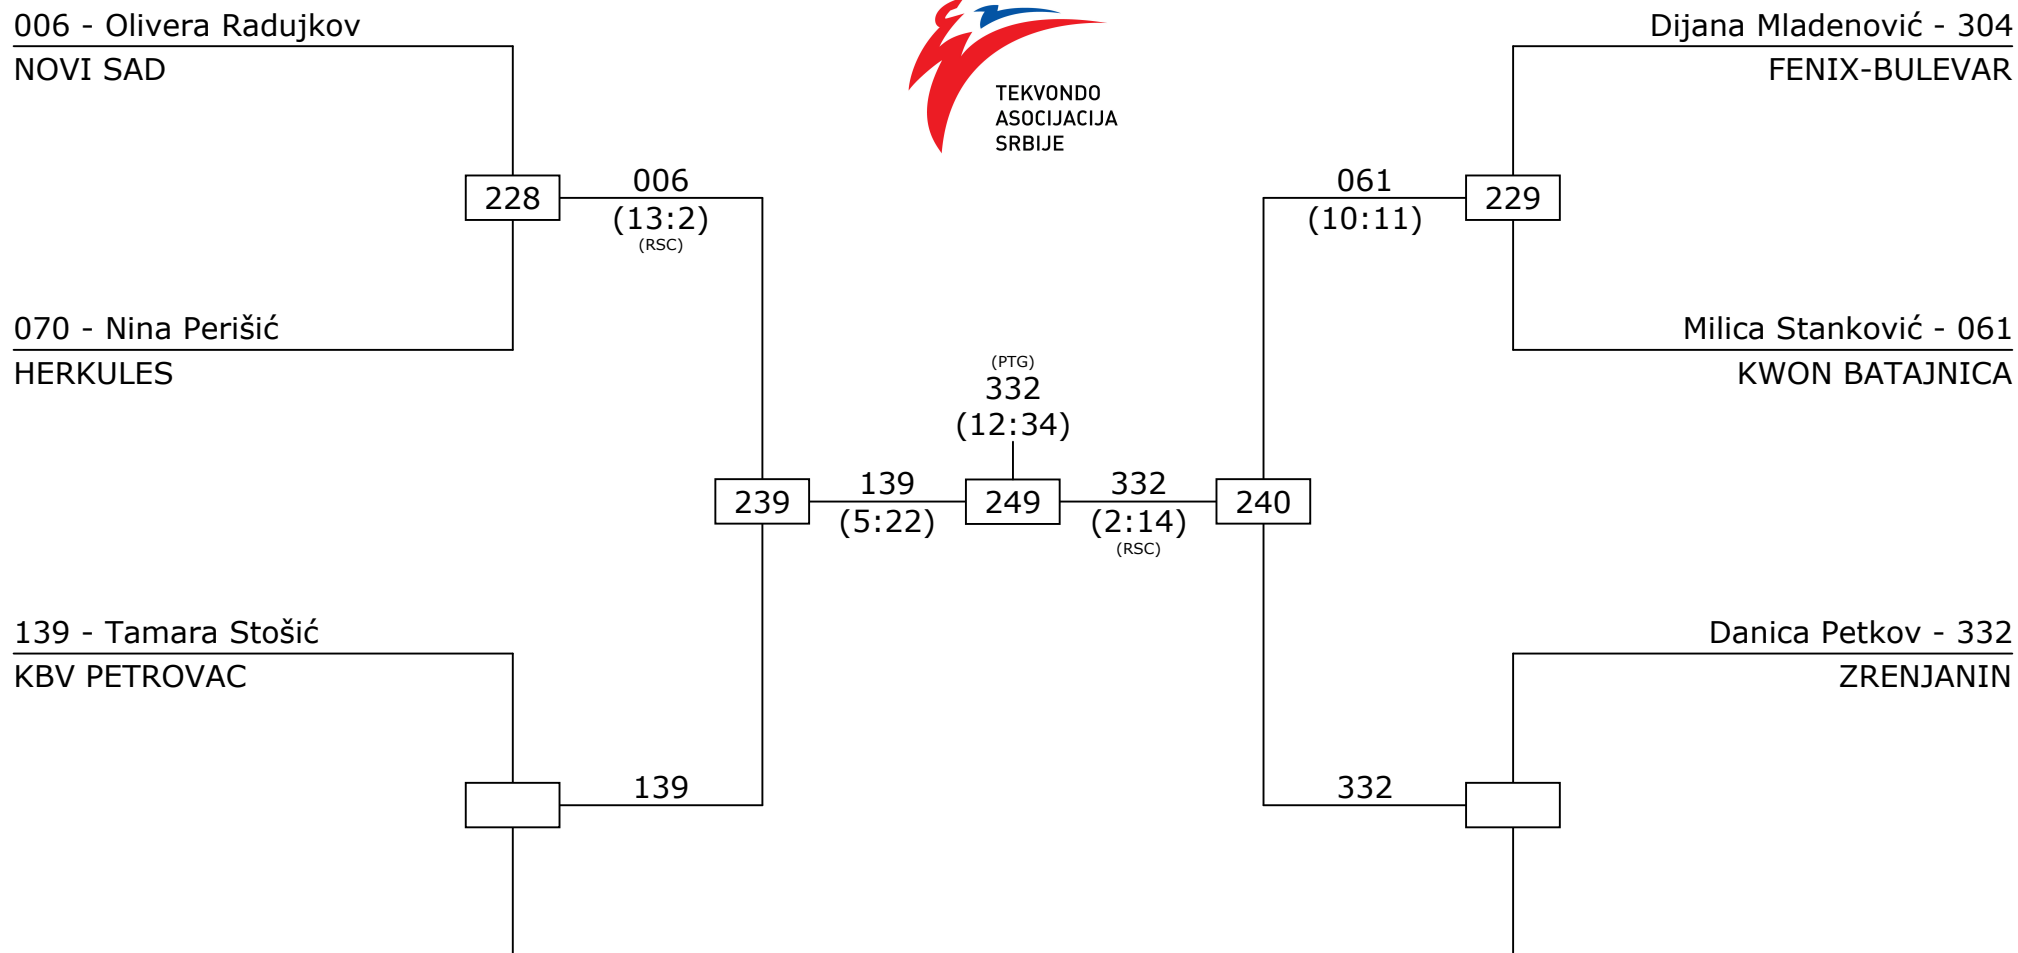 006 - Olivera Radujkov
NOVI SAD
TEKVONDO
ASOCIJACIJA
SRBIJE
Dijana Mladenović - 304
FENIX-BULEVAR
228
006
(13:2)
(RSC)
061
(10:11)
229
070 - Nina Perišić
HERKULES
Milica Stanković - 061
KWON BATAJNICA
(PTG)
332
(12:34)
239
139
(5:22)
249
332
(2:14)
(RSC)
240
139 - Tamara Stošić
KBV PETROVAC
Danica Petkov - 332
ZRENJANIN
139
332